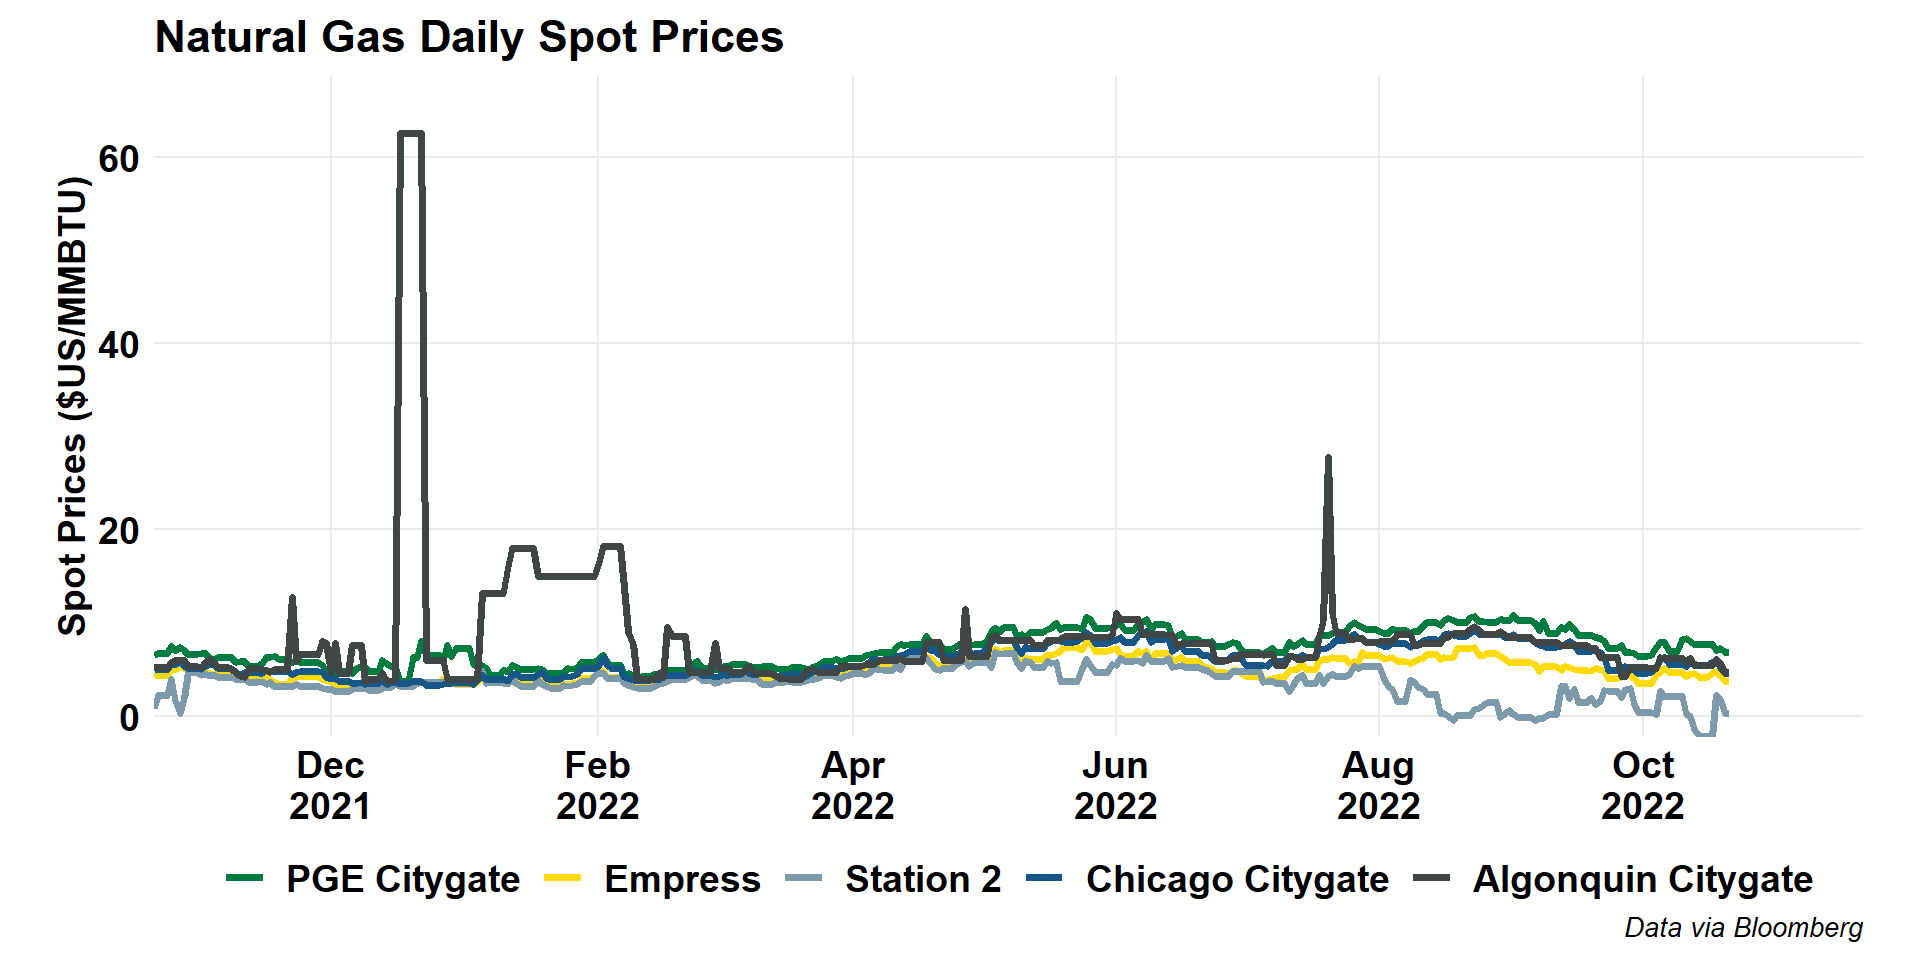 Natural Gas Daily Spot Prices
Spot Prices ($US/MMBTU)
60
40
20
0
Dec 2021
Feb 2022
Apr 2022
Jun 2022
Aug 2022
Oct 2022
PGE Citygate
Empress
Station 2
Chicago Citygate
Algonquin Citygate
Data via Bloomberg